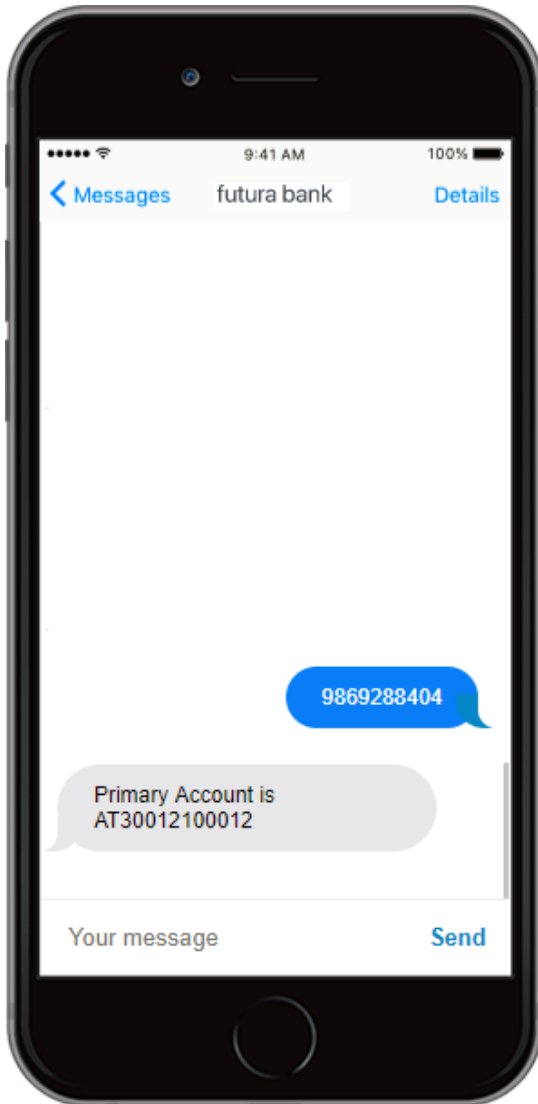 9:41 AM 100%
Messages futura bank Details
9869288404
Primary Account is
AT30012100012
Your message Send